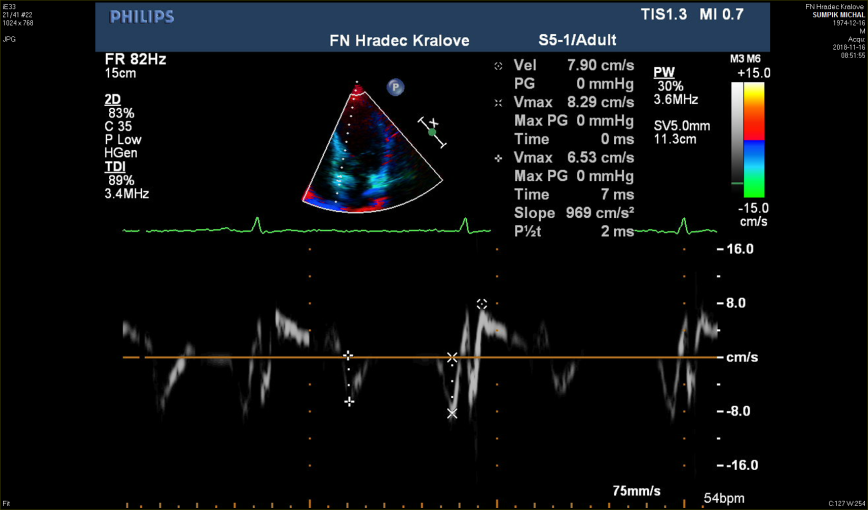 iE33
21/41 #22
1024 x 768
JPG
FN Hradec Kralove
SUMPIK MICHAL
1974-12-16
M
Acqu:
2018-11-16
08:51:55
PHILIPS
TIS1.3 MI 0.7
FN Hradec Kralove S5-1/Adult
FR 82Hz
15cm
2D
83%
C 35
P Low
HGen
TDI
89%
3.4MHz
P
X
Vel 7.90 cm/s
PG 0 mmHg
Vmax 8.29 cm/s
Max PG 0 mmHg
Time 0 ms
Vmax 6.53 cm/s
Max PG 0 mmHg
Time 7 ms
Slope 969 cm/s²
P½t 2 ms
PW
30%
3.6MHz
SV5.0mm
11.3cm
M3 M6
+15.0
-15.0
cm/s
16.0
8.0
cm/s
-8.0
-16.0
75mm/s
54bpm
Fit
C:127 W:254